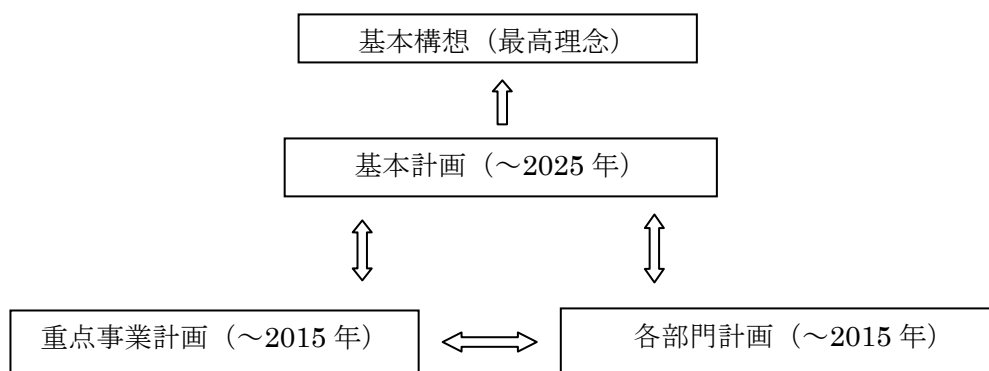 基本構想（最高理念）
基本計画（～2025 年）
重点事業計画（～2015 年）
各部門計画（～2015 年）